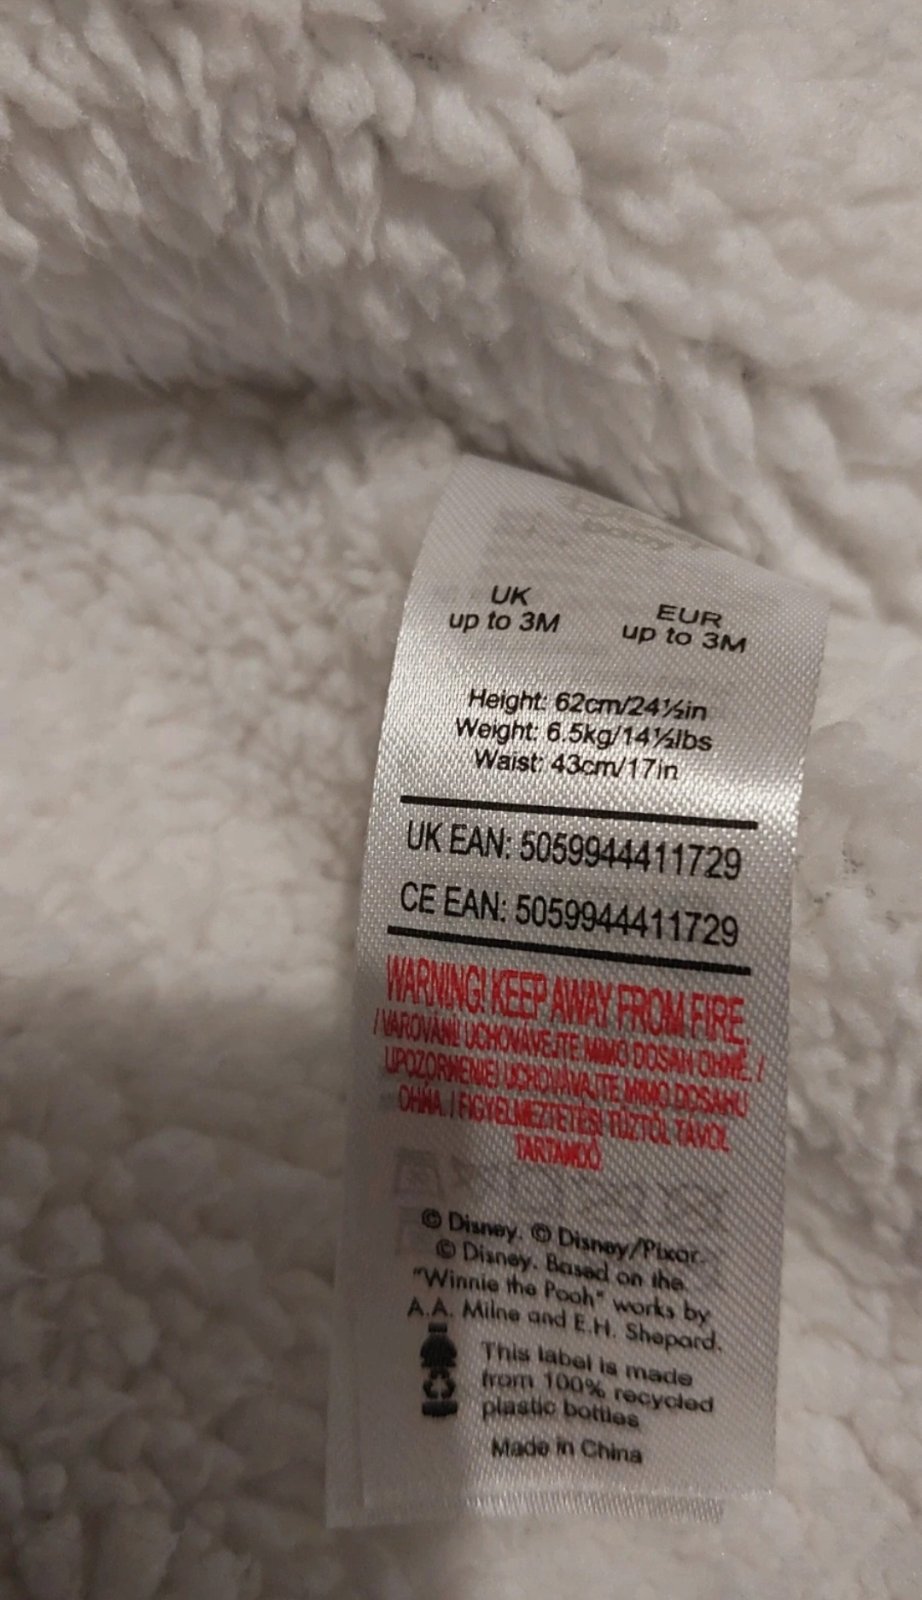 UK
up to 3M
EUR
up to 3M
Height: 62cm/24½in
Weight: 6.5kg/14½lbs
Waist: 43cm/17in
UK EAN: 5059944411729
CE EAN: 5059944411729
WARNING! KEEP AWAY FROM FIRE.
/ VAROVÁNÍ! UCHOVÁVEJTE MIMO DOSAH OHNĚ. /
UPOZORNENIE! UCHOVÁVAJTE MIMO DOSAHU
OHŇA. / FIGYELMEZTETÉS! TŰZTŐL TÁVOL
TARTANDÓ.
© Disney. © Disney/Pixar.
© Disney. Based on the
"Winnie the Pooh" works by
A.A. Milne and E.H. Shepard.
This label is made
from 100% recycled
plastic bottles
Made in China